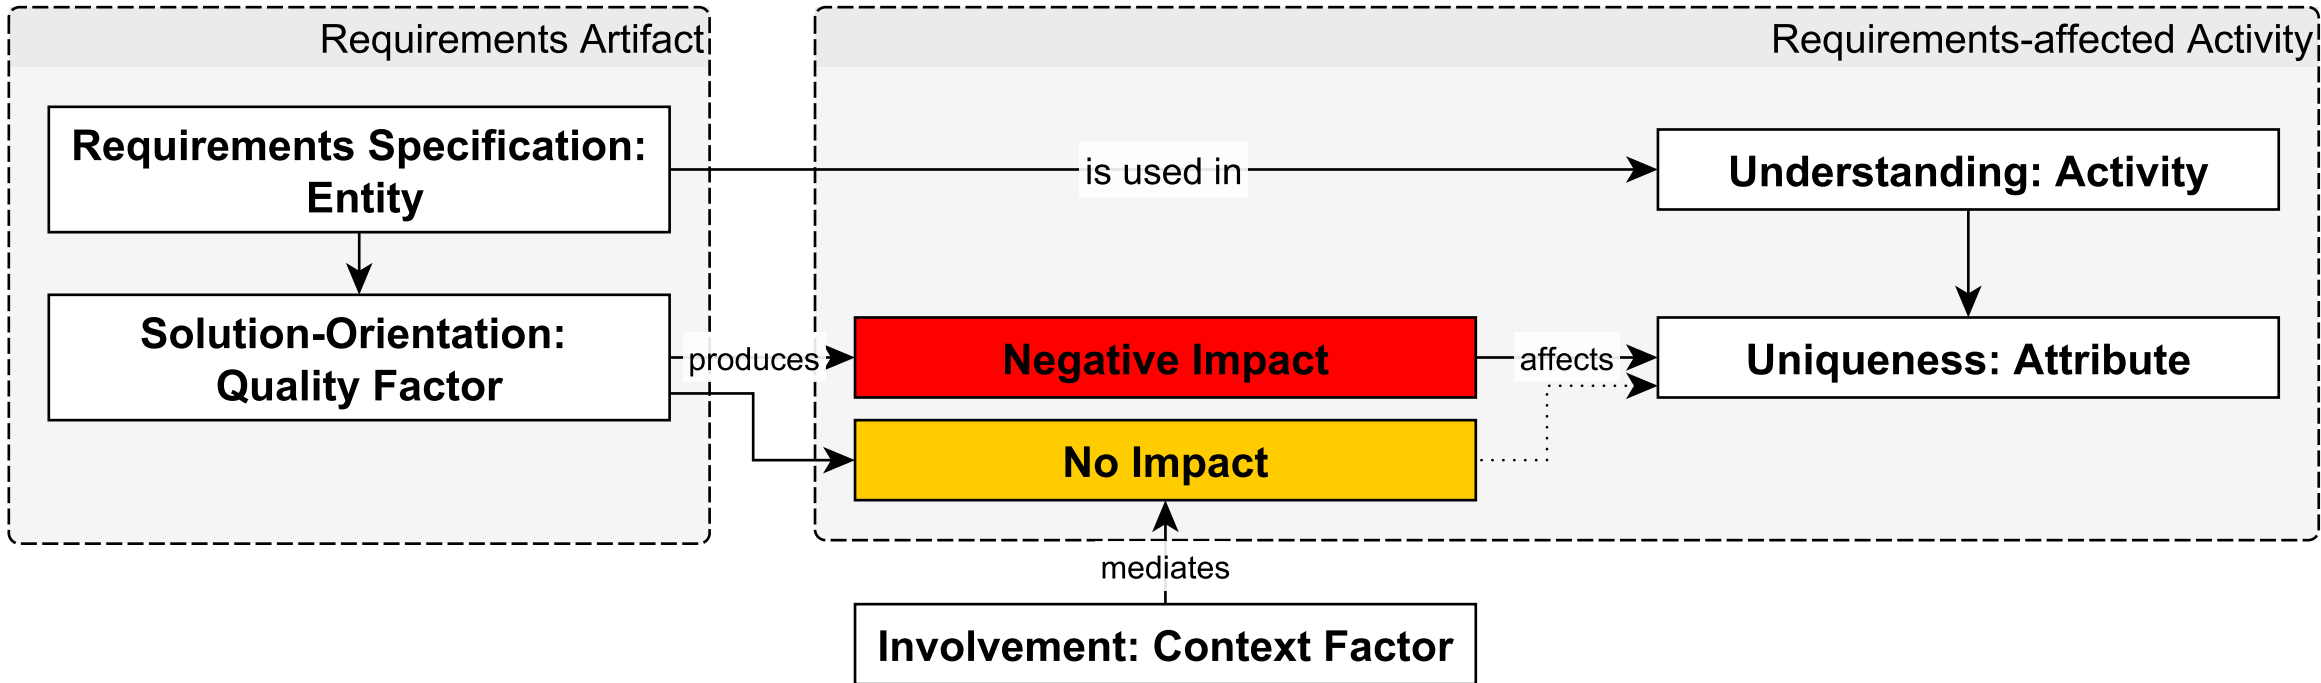 Requirements Artifact
Requirements-affected Activity
Requirements Specification:
Entity
is used in
Understanding: Activity
Solution-Orientation:
Quality Factor
produces
Negative Impact
affects
Uniqueness: Attribute
No Impact
mediates
Involvement: Context Factor